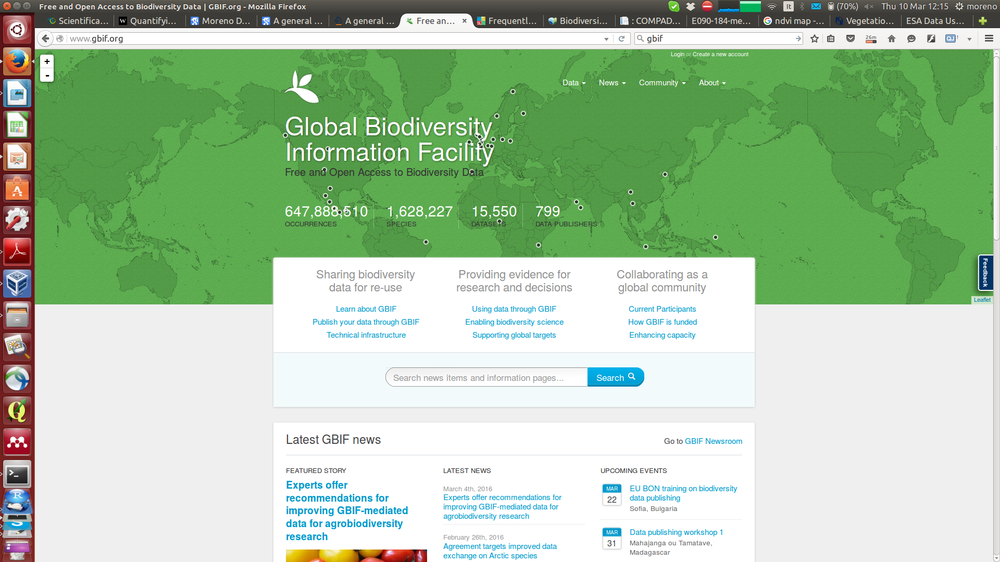 Free and Open Access to Biodiversity Data | GBIF.org - Mozilla Firefox
It
(70%)
Thu 10 Mar 12:15
moreno
Scientifica...
Quantifyi...
Moreno D...
A general ...
A general ...
Free an...
Frequentl...
Biodiversi...
: COMPAD...
E090-184-me...
ndvi map -...
Vegetatio...
ESA Data Us...
www.gbif.org
gbif
26m
QJ !
+
-
Login or Create a new account
Data
News
Community
About
Global Biodiversity
Information Facility
Free and Open Access to Biodiversity Data
647,888,510
OCCURRENCES
1,628,227
SPECIES
15,550
DATASETS
799
DATA PUBLISHERS
Feedback
Leaflet
Sharing biodiversity
data for re-use
Learn about GBIF
Publish your data through GBIF
Technical infrastructure
Providing evidence for
research and decisions
Using data through GBIF
Enabling biodiversity science
Supporting global targets
Collaborating as a
global community
Current Participants
How GBIF is funded
Enhancing capacity
Search news items and information pages...
Search
Latest GBIF news
Go to GBIF Newsroom
FEATURED STORY
Experts offer
recommendations for
improving GBIF-mediated
data for agrobiodiversity
research
LATEST NEWS
March 4th, 2016
Experts offer recommendations for
improving GBIF-mediated data for
agrobiodiversity research
February 26th, 2016
Agreement targets improved data
exchange on Arctic species
UPCOMING EVENTS
MAR
22
EU BON training on biodiversity
data publishing
Sofia, Bulgaria
MAR
31
Data publishing workshop 1
Mahajanga ou Tamatave,
Madagascar